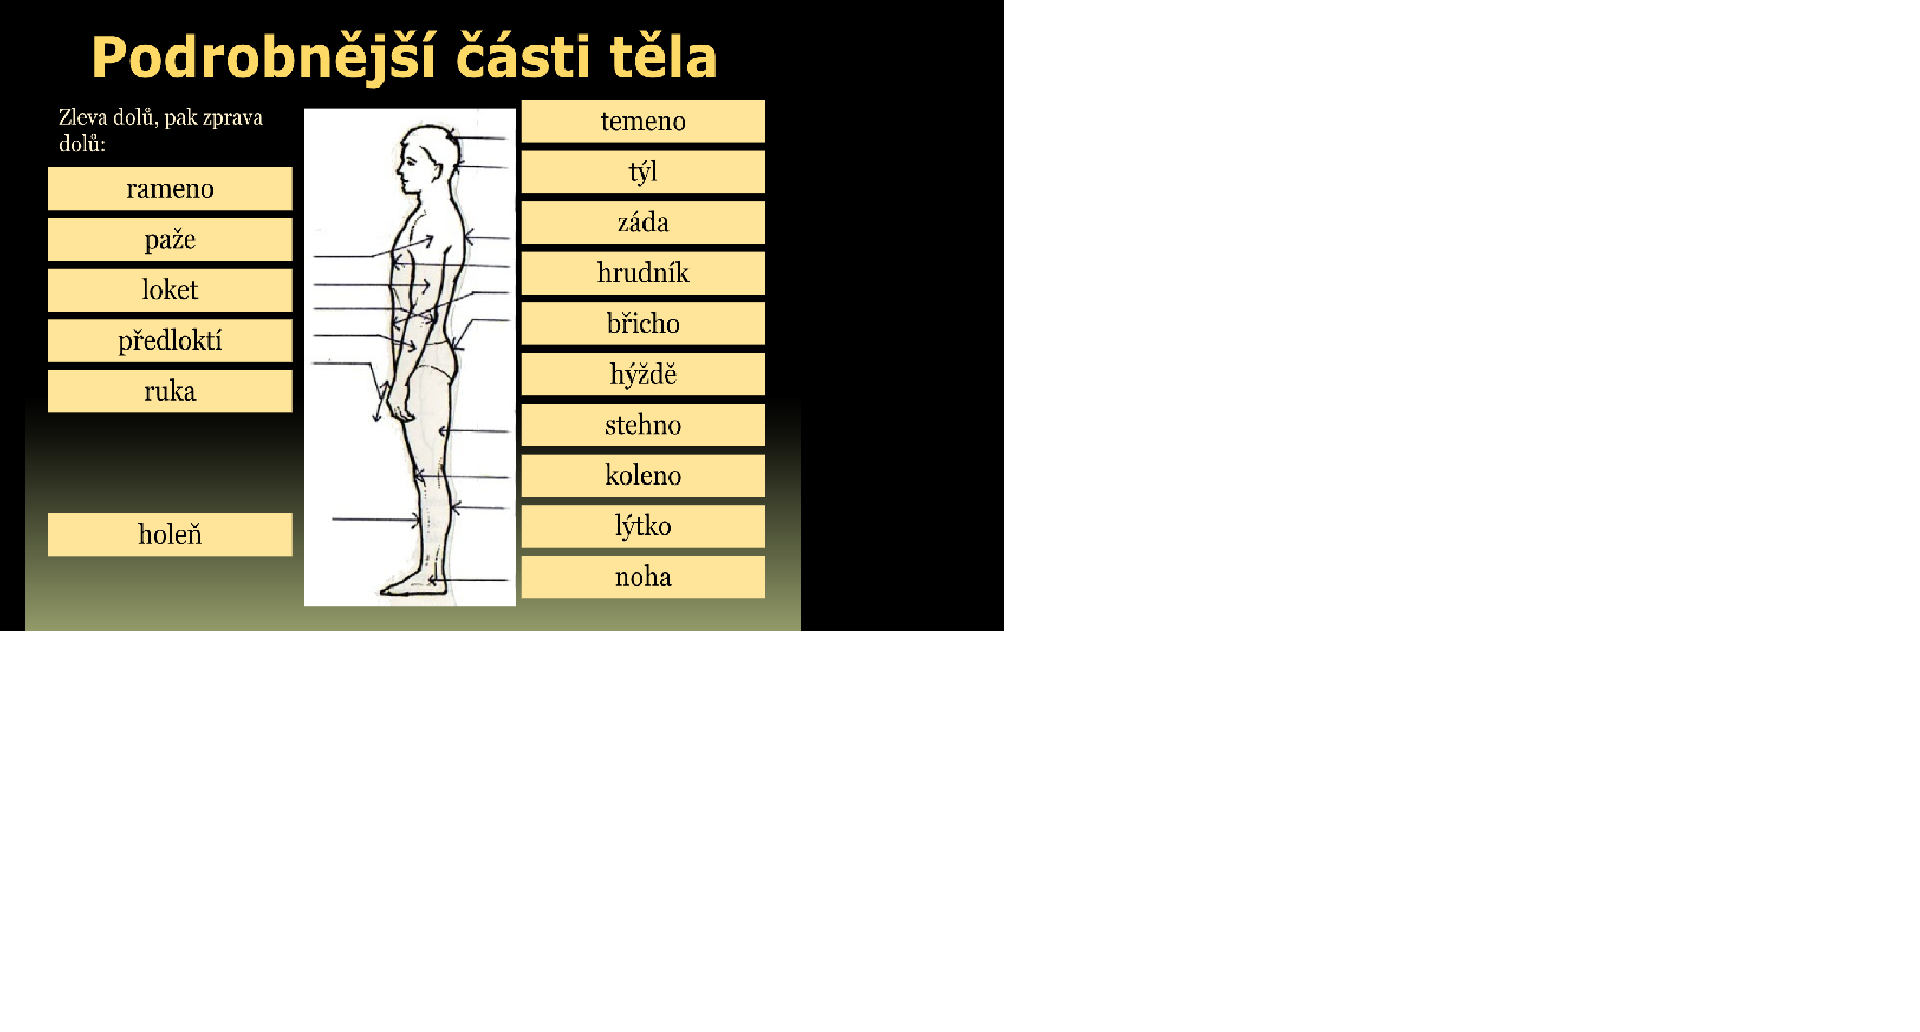 Podrobnější části těla
Zleva dolů, pak zprava
dolů:
rameno
paže
loket
předloktí
ruka
holeň
temeno
týl
záda
hrudník
břicho
hýždě
stehno
koleno
lýtko
noha